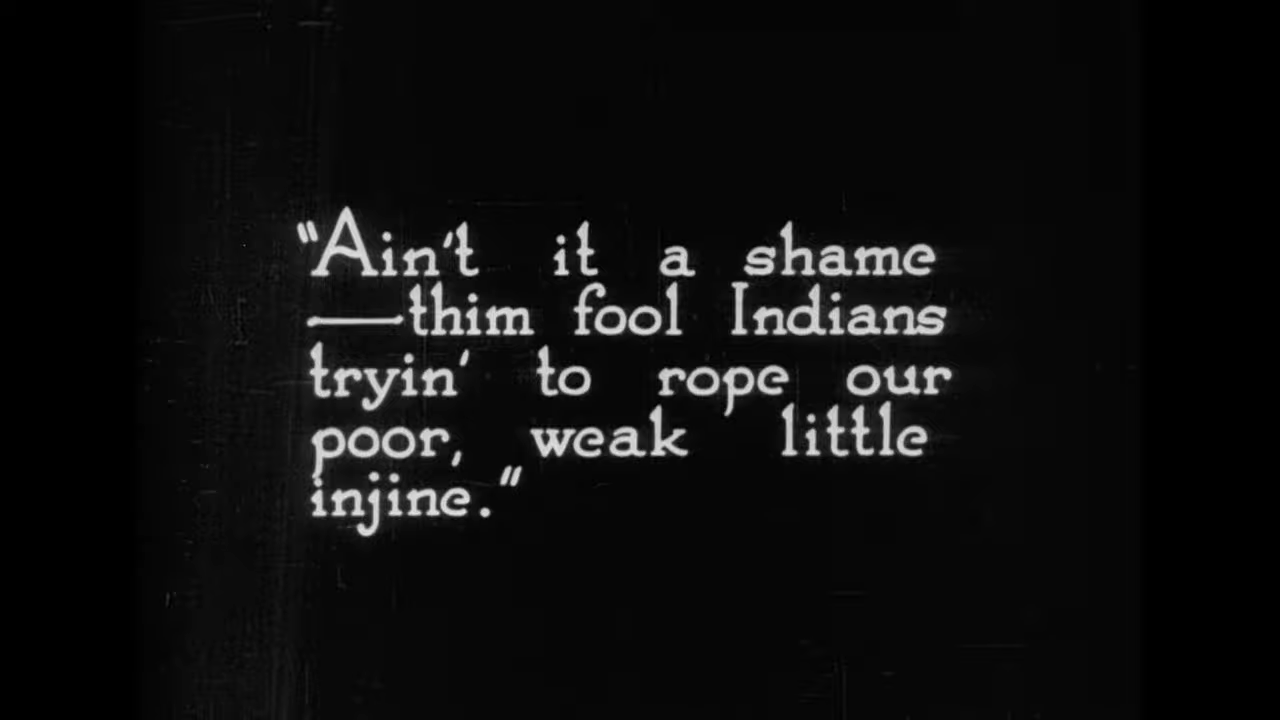 "Ain't it a shame
—thim fool Indians
tryin' to rope our
poor, weak little
injine."